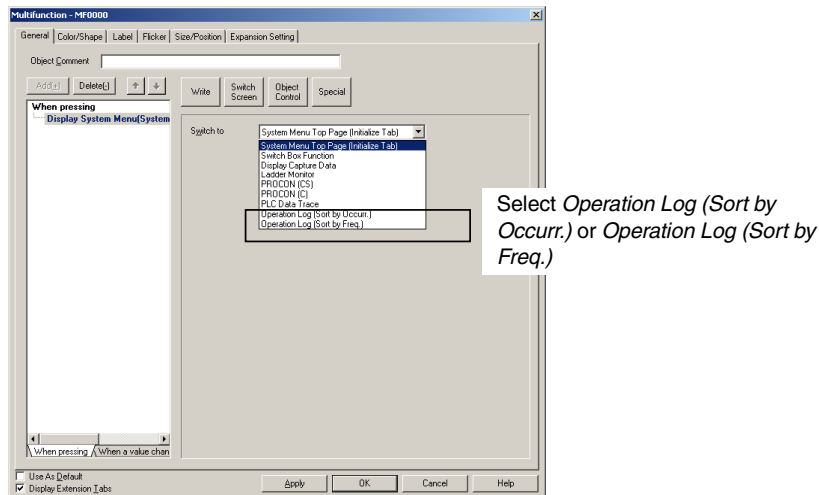 Multifunction - MF0000
General Color/Shape Label Flicker Size/Position Expansion Setting
Object Comment
Add[+] Delete[-]
Write Switch Screen Object Control Special
When pressing
Display System Menu(System
Switch to System Menu Top Page (Initialize Tab)
System Menu Top Page (Initialize Tab)
Switch Box Function
Display Capture Data
Ladder Monitor
PROCON (CS)
PROCON (C)
PLC Data Trace
Operation Log (Sort by Occurr.)
Operation Log (Sort by Freq.)
Select Operation Log (Sort by
Occurr.) or Operation Log (Sort by
Freq.)
When pressing When a value chan
Use As Default
Display Extension Tabs
Apply OK Cancel Help